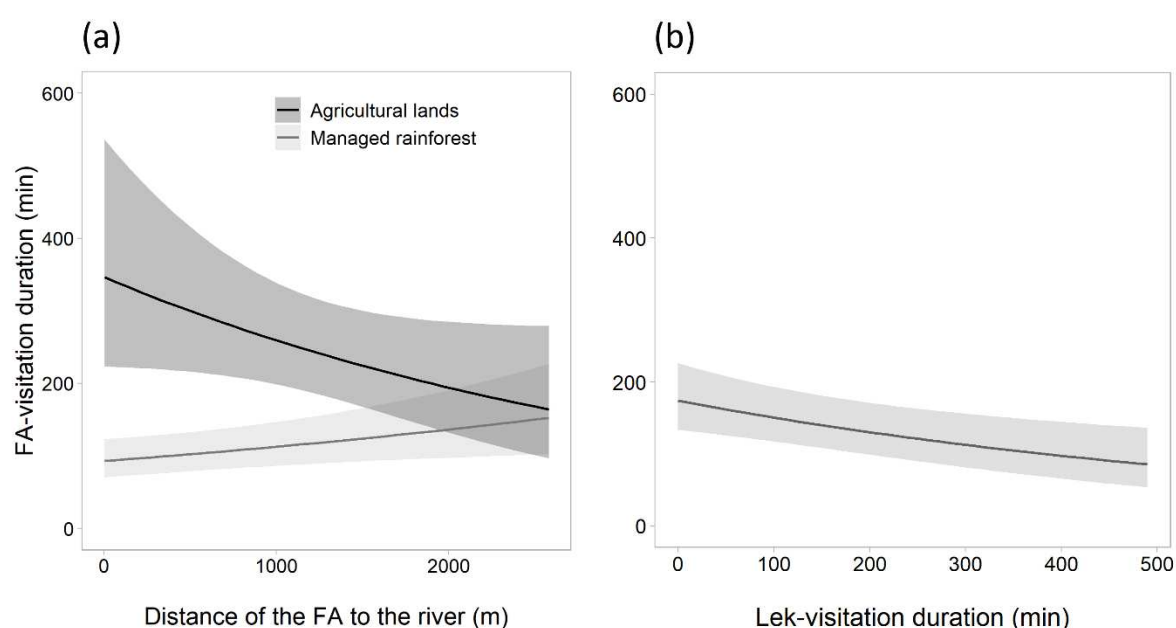 (a)
600
400
200
0
FA-visitation duration (min)
Agricultural lands
Managed rainforest
0 1000 2000
Distance of the FA to the river (m)
(b)
600
400
200
0
0 100 200 300 400 500
Lek-visitation duration (min)